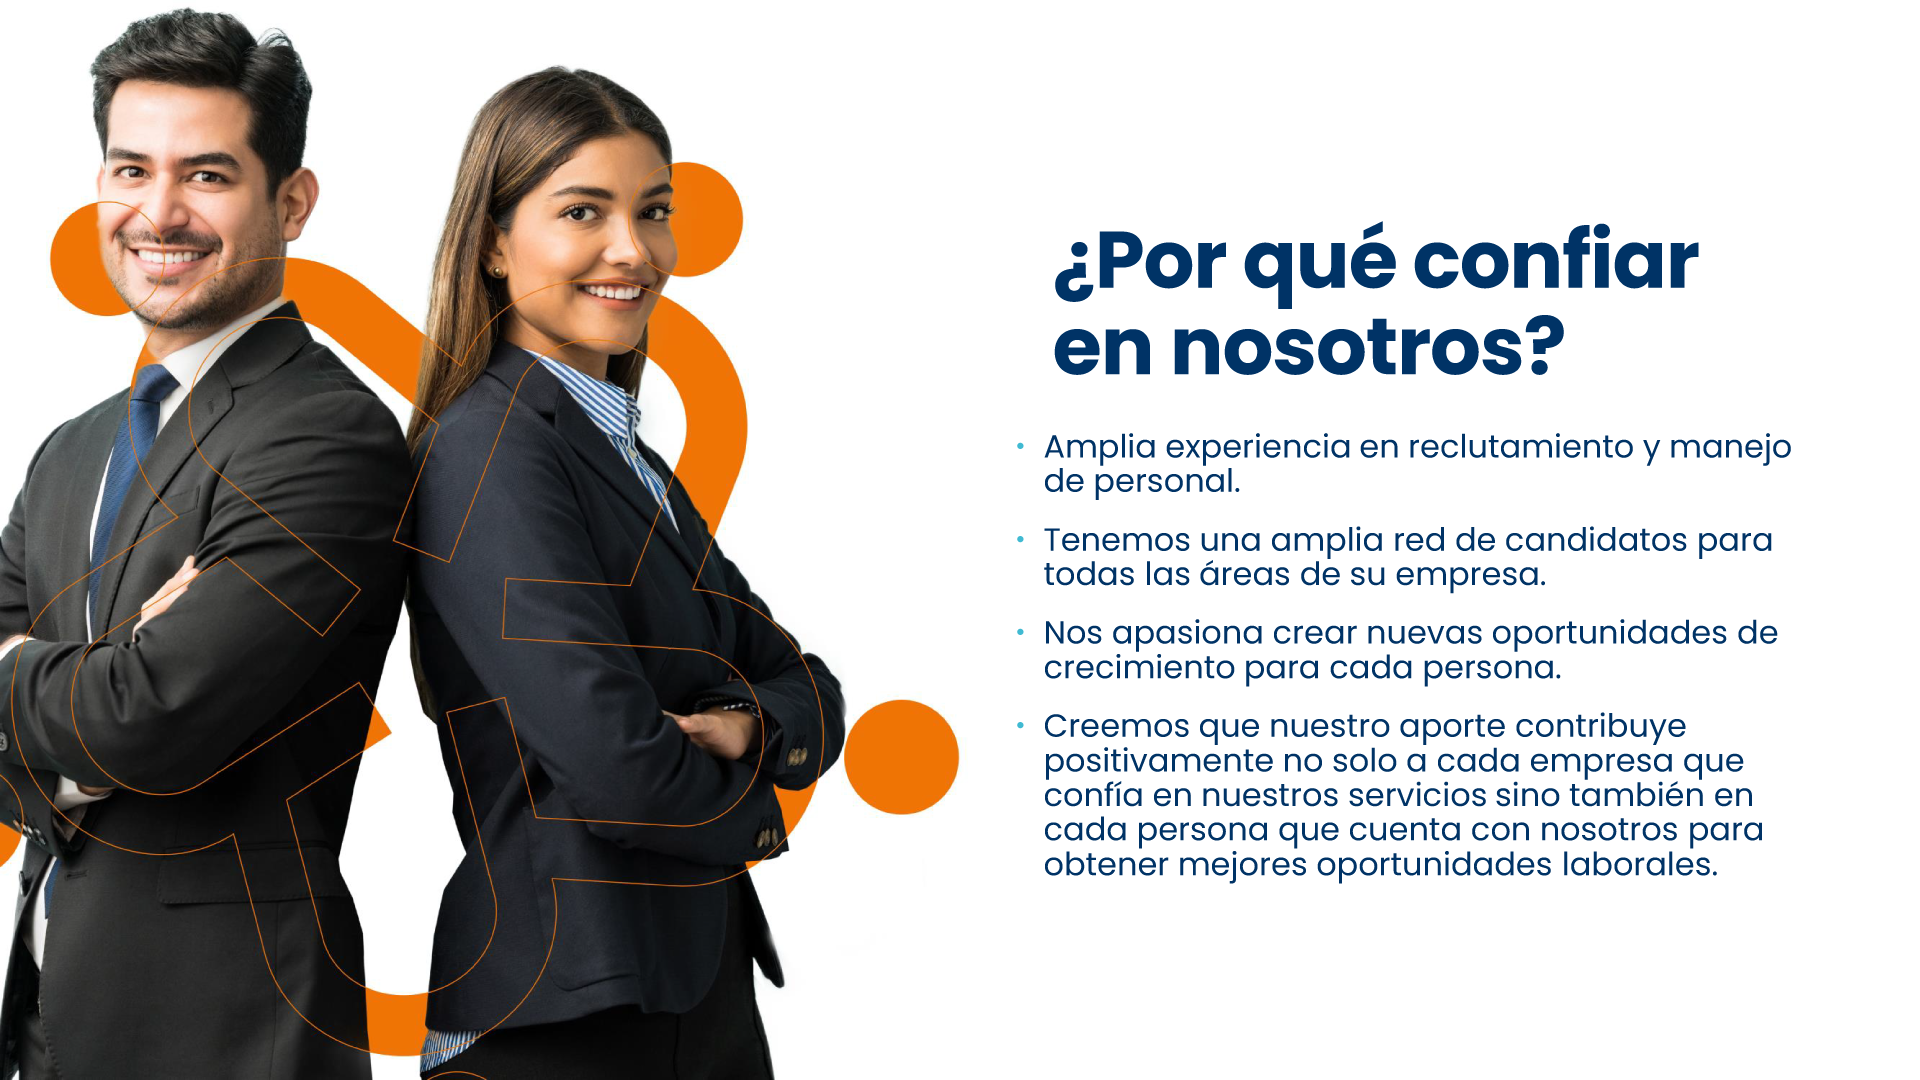 ¿Por qué confiar
en nosotros?
• Amplia experiencia en reclutamiento y manejo
de personal.
• Tenemos una amplia red de candidatos para
todas las áreas de su empresa.
• Nos apasiona crear nuevas oportunidades de
crecimiento para cada persona.
• Creemos que nuestro aporte contribuye
positivamente no solo a cada empresa que
confía en nuestros servicios sino también en
cada persona que cuenta con nosotros para
obtener mejores oportunidades laborales.